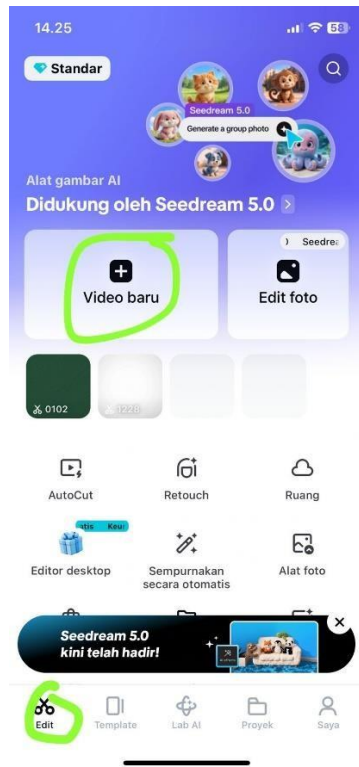 14.25
58
Standar
Seedream 5.0
Generate a group photo
Alat gambar AI
Didukung oleh Seedream 5.0 >
Seedre
Video baru
Edit foto
0102
1228
AutoCut
Retouch
Ruang
atis Keu
Editor desktop
Sempurnakan
secara otomatis
Alat foto
Seedream 5.0
kini telah hadir!
Edit
Template
Lab AI
Proyek
Saya